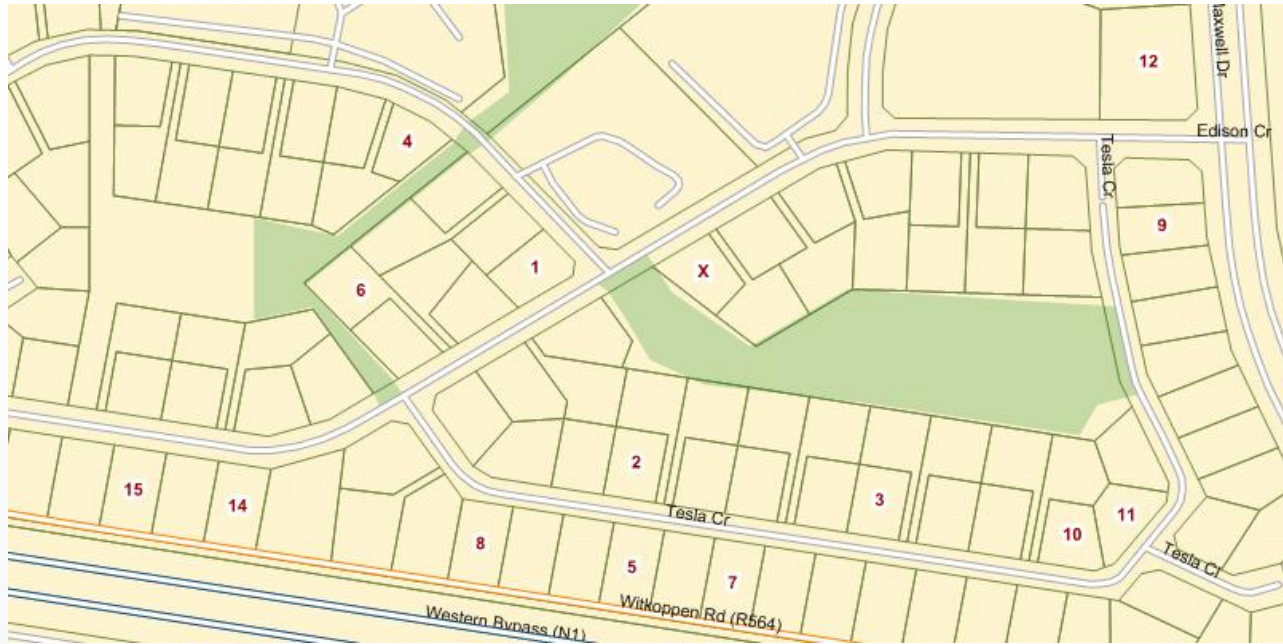 Maxwell Dr
12
Edison Cr
4
Tesla Cr
9
1
X
6
2
3
15
14
Tesla Cr
10
11
8
5
7
Tesla Cl
Witkoppen Rd (R564)
Western Bypass (N1)